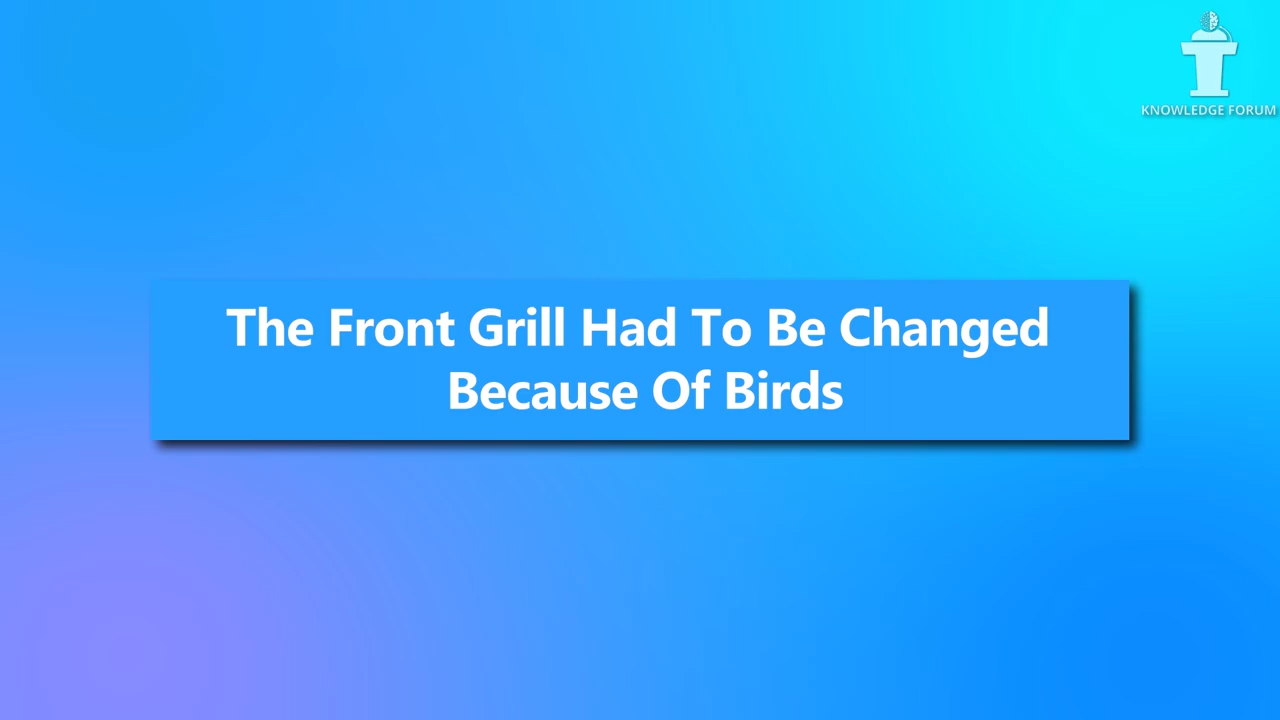 KNOWLEDGE FORUM
The Front Grill Had To Be Changed
Because Of Birds